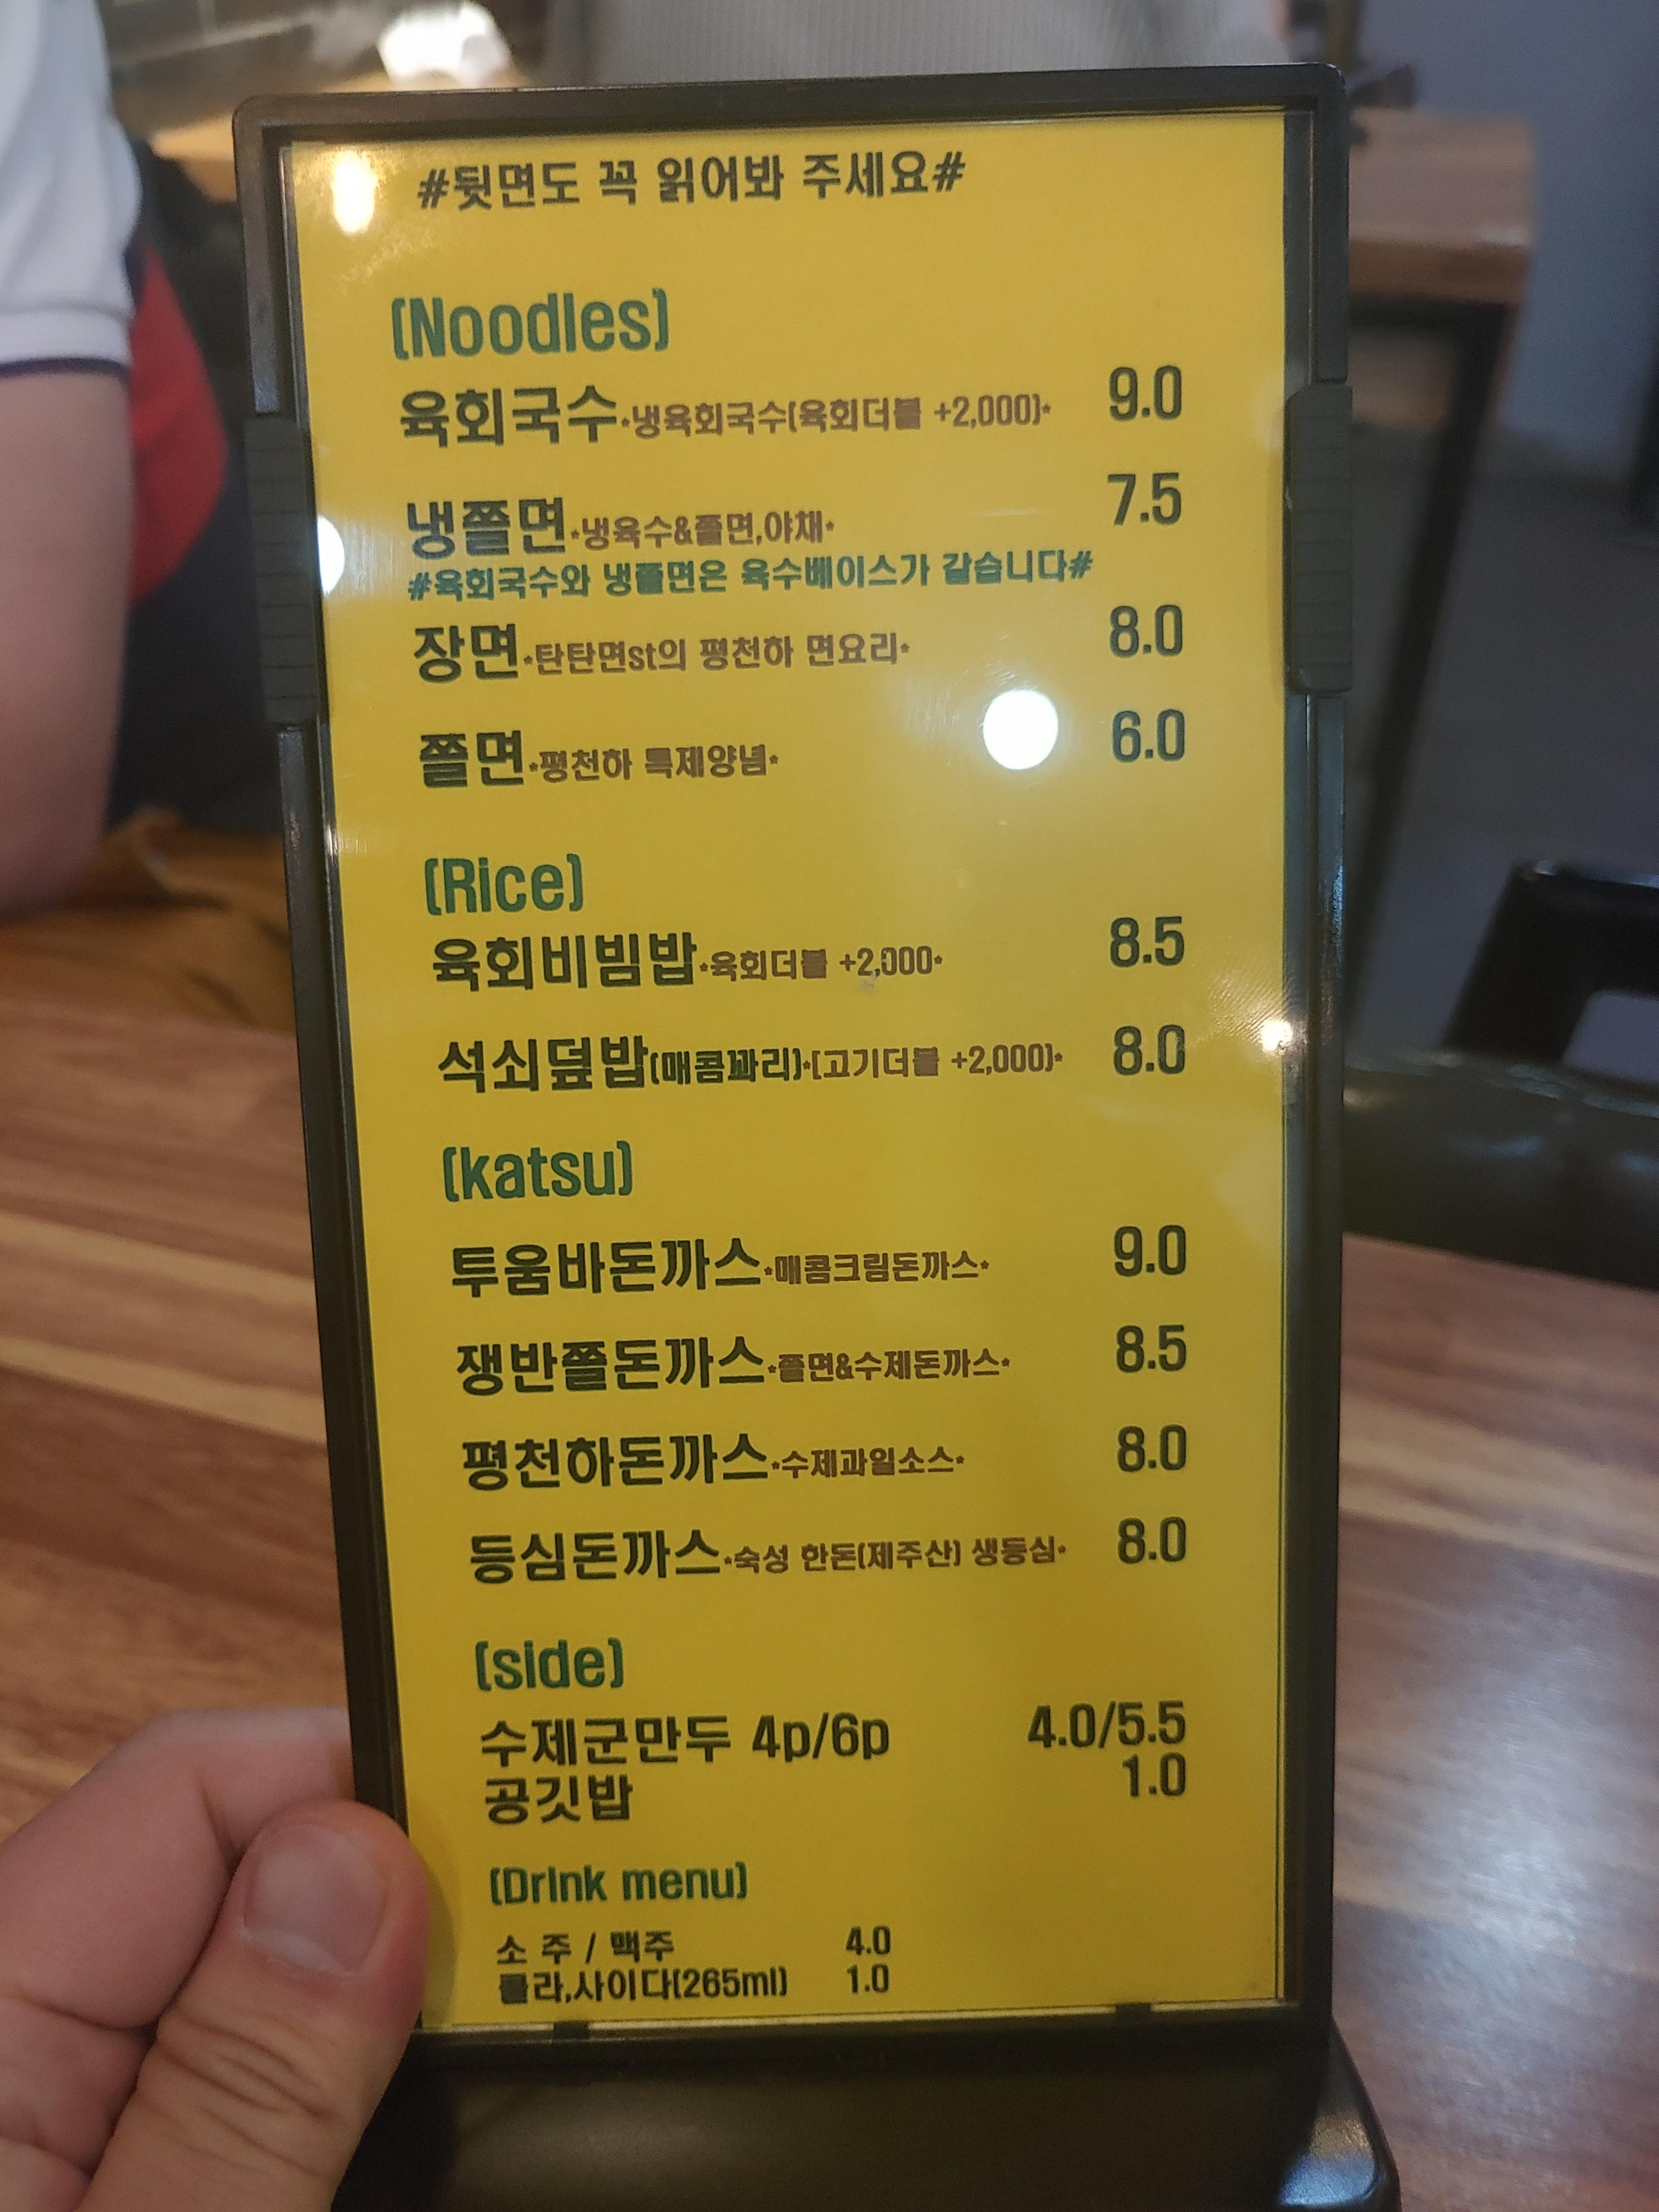 #뒷면도 꼭 읽어봐 주세요#
(Noodles)
육회국수*냉육회국수(육회더블 +2,000)* 9.0
냉쫄면*냉육수&쫄면,야채* 7.5
#육회국수와 냉쫄면은 육수베이스가 같습니다#
장면*탄탄면st의 평천하 면요리* 8.0
쫄면*평천하 특제양념* 6.0
(Rice)
육회비빔밥*육회더블 +2,000* 8.5
석쇠덮밥(매콤꽈리)*(고기더블 +2,000)* 8.0
(katsu)
투움바돈까스*매콤크림돈까스* 9.0
쟁반쫄돈까스*쫄면&수제돈까스* 8.5
평천하돈까스*수제과일소스* 8.0
등심돈까스*숙성 한돈(제주산) 생등심* 8.0
(side)
수제군만두 4p/6p 4.0/5.5
공깃밥 1.0
(Drink menu)
소 주 / 맥주 4.0
콜라,사이다(265ml) 1.0